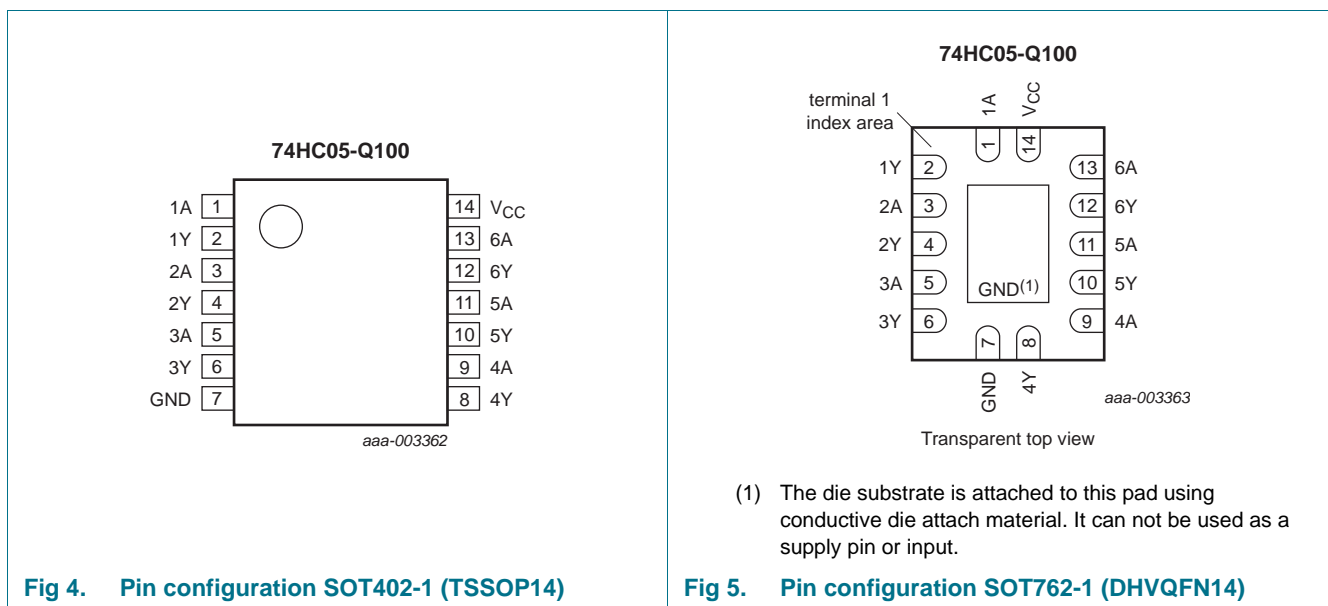 74HC05-Q100
1A 1
1Y 2
2A 3
2Y 4
3A 5
3Y 6
GND 7
14 VCC
13 6A
12 6Y
11 5A
10 5Y
9 4A
8 4Y
aaa-003362
Fig 4. Pin configuration SOT402-1 (TSSOP14)
74HC05-Q100
terminal 1
index area
1A
VCC
1
14
1Y 2
2A 3
2Y 4
3A 5
3Y 6
13 6A
12 6Y
11 5A
10 5Y
9 4A
GND(1)
7
8
GND
4Y
aaa-003363
Transparent top view
(1) The die substrate is attached to this pad using
conductive die attach material. It can not be used as a
supply pin or input.
Fig 5. Pin configuration SOT762-1 (DHVQFN14)